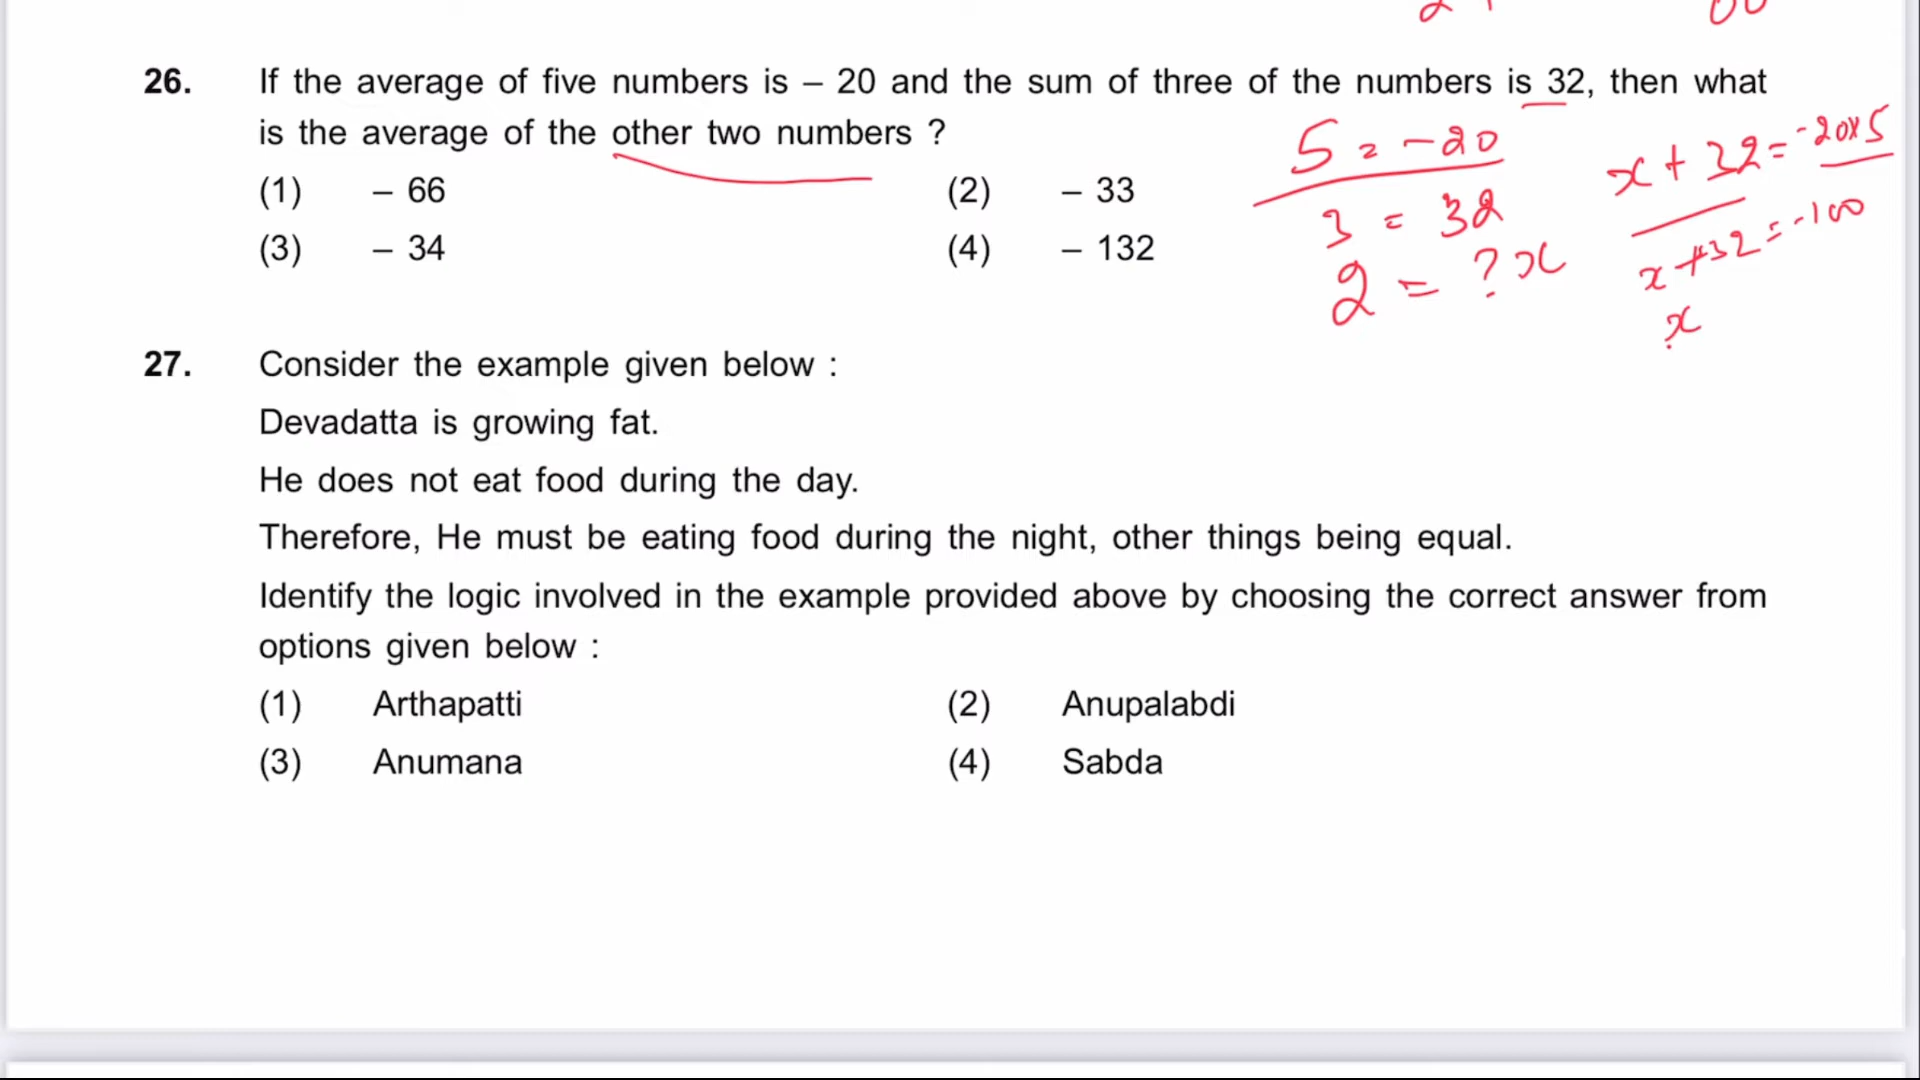 26. If the average of five numbers is – 20 and the sum of three of the numbers is 32, then what
is the average of the other two numbers ?
(1) – 66 (2) – 33
(3) – 34 (4) – 132
5 = -20
3 = 32
2 = ? x
x + 32 = -20x5
x + 32 = -100
x
27. Consider the example given below :
Devadatta is growing fat.
He does not eat food during the day.
Therefore, He must be eating food during the night, other things being equal.
Identify the logic involved in the example provided above by choosing the correct answer from
options given below :
(1) Arthapatti (2) Anupalabdi
(3) Anumana (4) Sabda